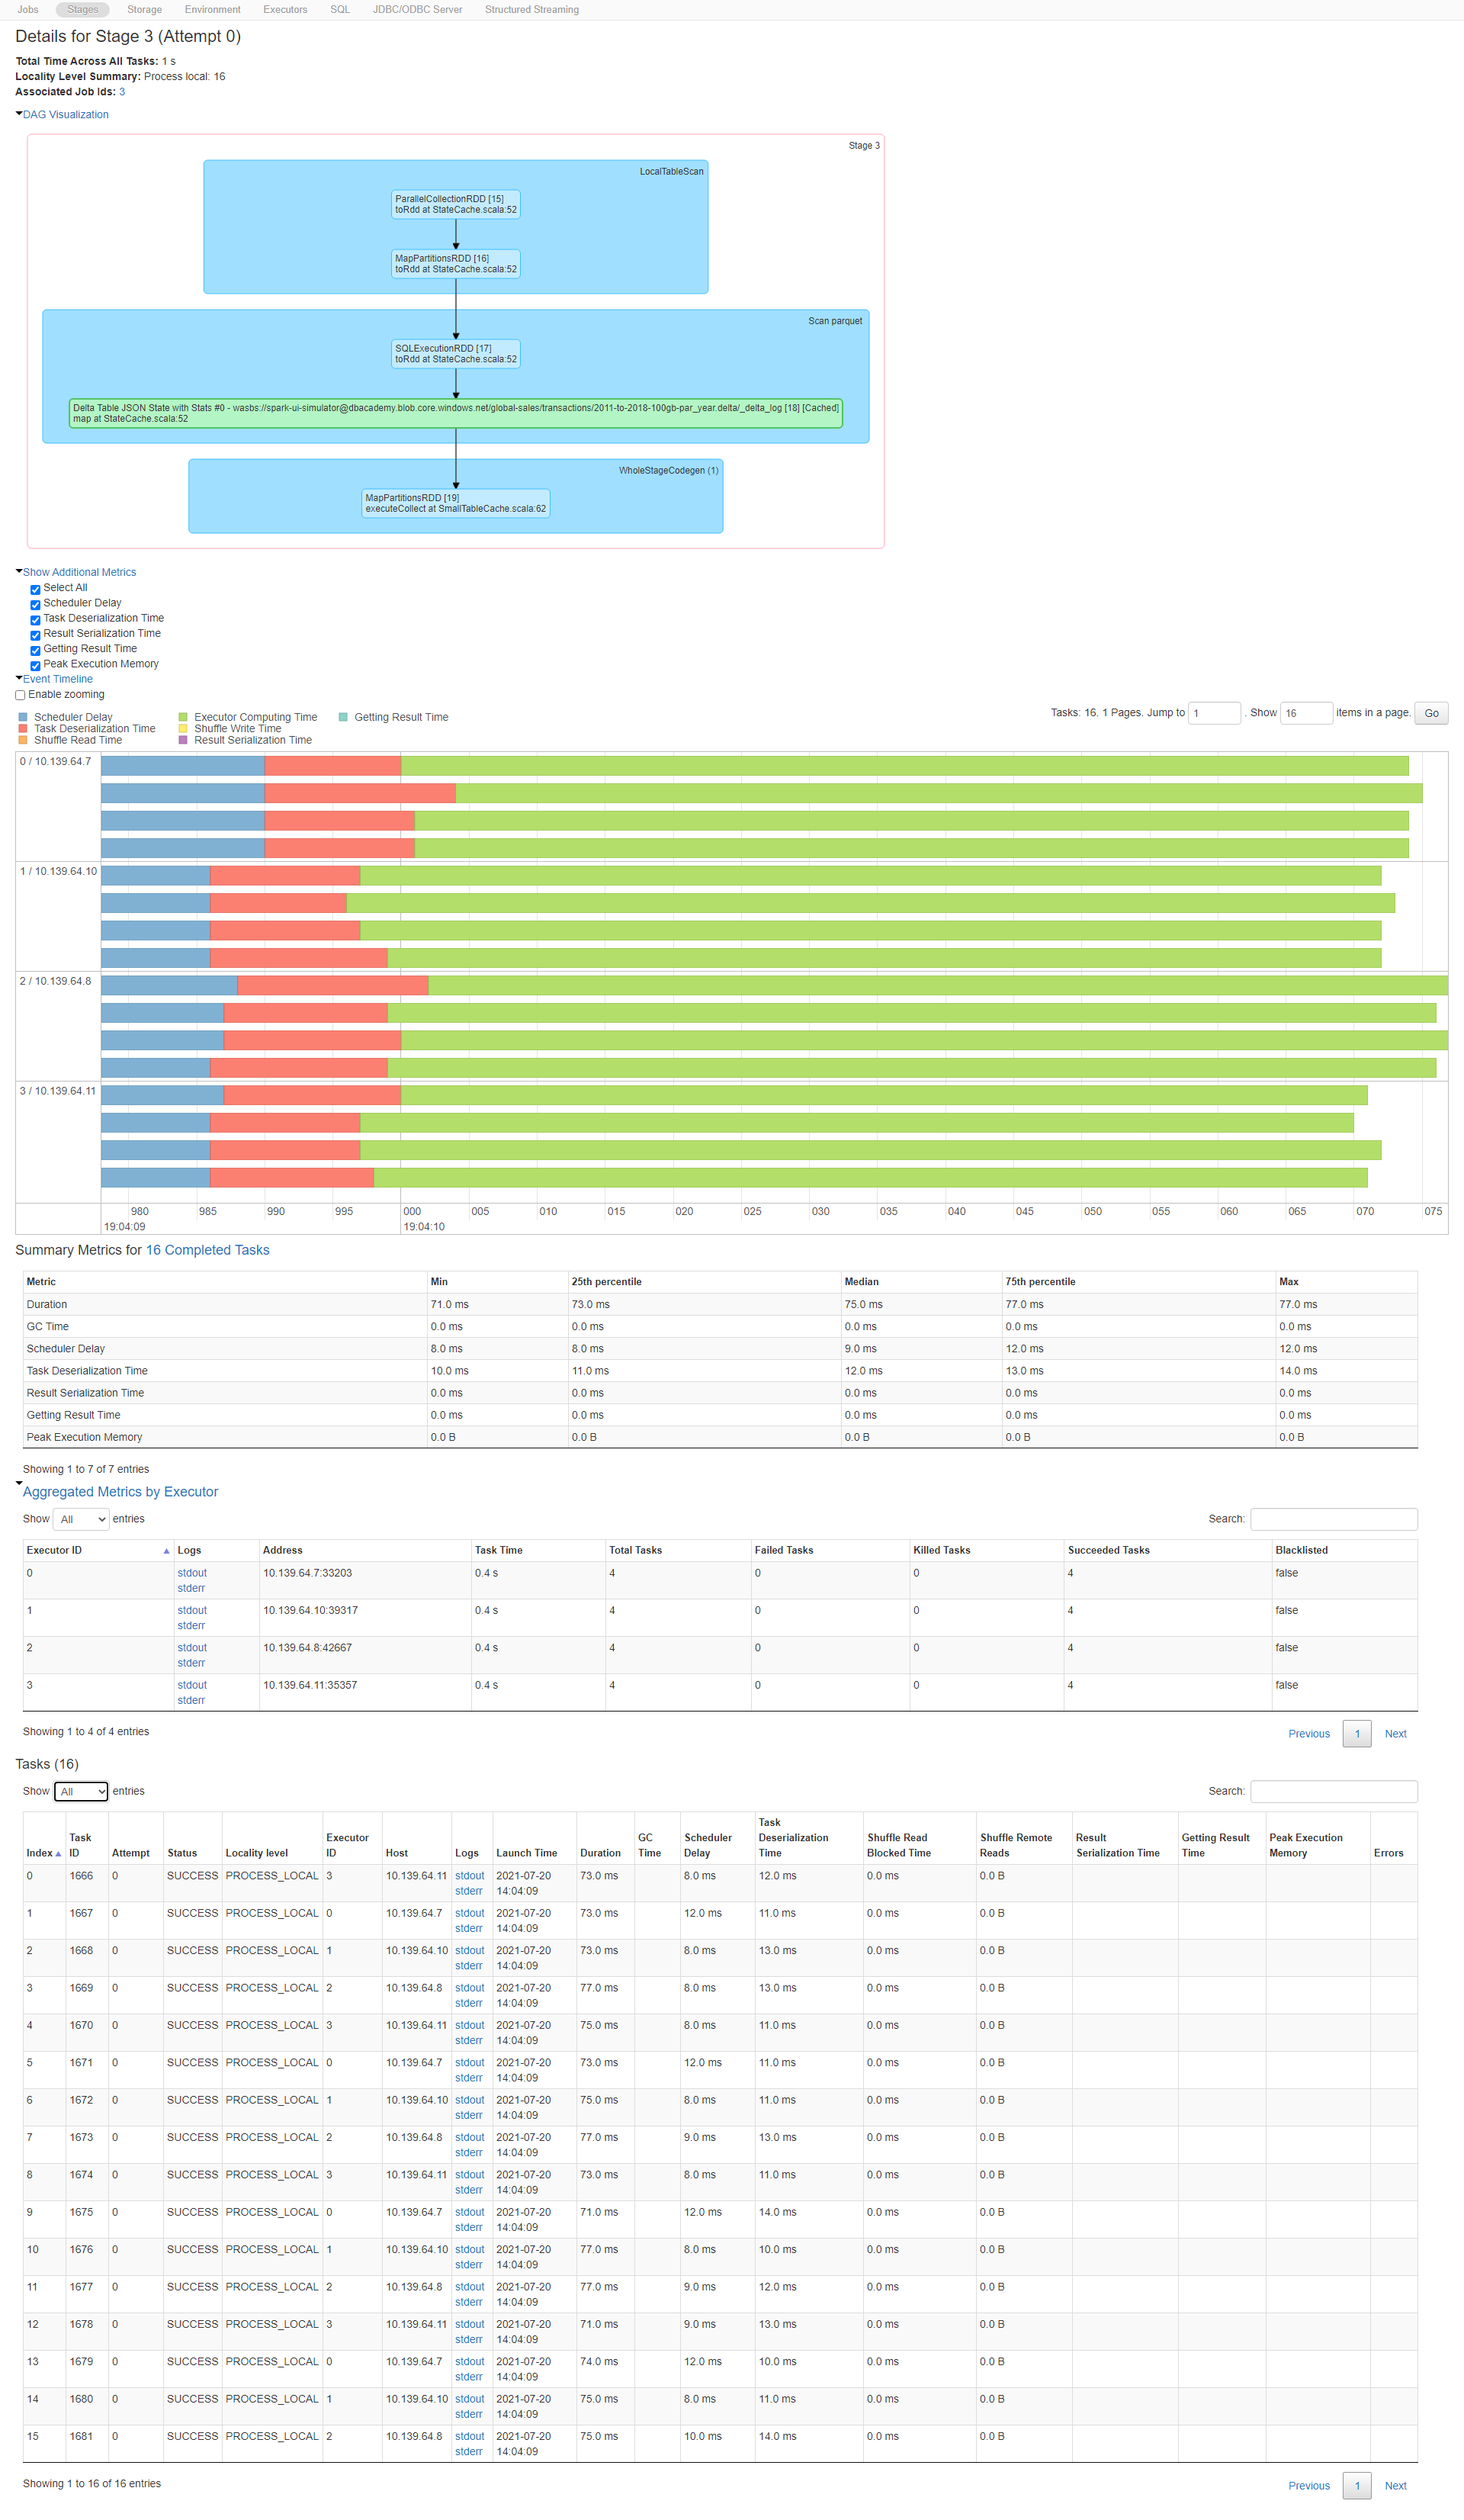 Jobs Stages Storage Environment Executors SQL JDBC/ODBC Server Structured Streaming
Details for Stage 3 (Attempt 0)
Total Time Across All Tasks: 1 s
Locality Level Summary: Process local: 16
Associated Job Ids: 3
DAG Visualization
Stage 3
LocalTableScan
ParallelCollectionRDD [15]
toRdd at StateCache.scala:52
MapPartitionsRDD [16]
toRdd at StateCache.scala:52
Scan parquet
SQLExecutionRDD [17]
toRdd at StateCache.scala:52
Delta Table JSON State with Stats #0 - wasbs://spark-ui-simulator@dbacademy.blob.core.windows.net/global-sales/transactions/2011-to-2018-100gb-par_year.delta/_delta_log [18] [Cached]
map at StateCache.scala:52
WholeStageCodegen (1)
MapPartitionsRDD [19]
executeCollect at SmallTableCache.scala:62
Show Additional Metrics
Select All
Scheduler Delay
Task Deserialization Time
Result Serialization Time
Getting Result Time
Peak Execution Memory
Event Timeline
Enable zooming
Tasks: 16. 1 Pages. Jump to 1 . Show 16 items in a page. Go
Scheduler Delay Executor Computing Time Getting Result Time
Task Deserialization Time Shuffle Write Time
Shuffle Read Time Result Serialization Time
0 / 10.139.64.7
1 / 10.139.64.10
2 / 10.139.64.8
3 / 10.139.64.11
980 985 990 995 000 005 010 015 020 025 030 035 040 045 050 055 060 065 070 075
19:04:09 19:04:10
Summary Metrics for 16 Completed Tasks
Metric Min 25th percentile Median 75th percentile Max
Duration 71.0 ms 73.0 ms 75.0 ms 77.0 ms 77.0 ms
GC Time 0.0 ms 0.0 ms 0.0 ms 0.0 ms 0.0 ms
Scheduler Delay 8.0 ms 8.0 ms 9.0 ms 12.0 ms 12.0 ms
Task Deserialization Time 10.0 ms 11.0 ms 12.0 ms 13.0 ms 14.0 ms
Result Serialization Time 0.0 ms 0.0 ms 0.0 ms 0.0 ms 0.0 ms
Getting Result Time 0.0 ms 0.0 ms 0.0 ms 0.0 ms 0.0 ms
Peak Execution Memory 0.0 B 0.0 B 0.0 B 0.0 B 0.0 B
Showing 1 to 7 of 7 entries
Aggregated Metrics by Executor
Show All entries Search:
Executor ID Logs Address Task Time Total Tasks Failed Tasks Killed Tasks Succeeded Tasks Blacklisted
0 stdout 10.139.64.7:33203 0.4 s 4 0 0 4 false
stderr
1 stdout 10.139.64.10:39317 0.4 s 4 0 0 4 false
stderr
2 stdout 10.139.64.8:42667 0.4 s 4 0 0 4 false
stderr
3 stdout 10.139.64.11:35357 0.4 s 4 0 0 4 false
stderr
Showing 1 to 4 of 4 entries Previous 1 Next
Tasks (16)
Show All entries Search:
Index Task ID Attempt Status Locality level Executor ID Host Logs Launch Time Duration GC Time Scheduler Delay Task Deserialization Time Shuffle Read Blocked Time Shuffle Remote Reads Result Serialization Time Getting Result Time Peak Execution Memory Errors
0 1666 0 SUCCESS PROCESS_LOCAL 3 10.139.64.11 stdout 2021-07-20 73.0 ms 8.0 ms 12.0 ms 0.0 ms 0.0 B
stderr 14:04:09
1 1667 0 SUCCESS PROCESS_LOCAL 0 10.139.64.7 stdout 2021-07-20 73.0 ms 12.0 ms 11.0 ms 0.0 ms 0.0 B
stderr 14:04:09
2 1668 0 SUCCESS PROCESS_LOCAL 1 10.139.64.10 stdout 2021-07-20 73.0 ms 8.0 ms 13.0 ms 0.0 ms 0.0 B
stderr 14:04:09
3 1669 0 SUCCESS PROCESS_LOCAL 2 10.139.64.8 stdout 2021-07-20 77.0 ms 8.0 ms 13.0 ms 0.0 ms 0.0 B
stderr 14:04:09
4 1670 0 SUCCESS PROCESS_LOCAL 3 10.139.64.11 stdout 2021-07-20 75.0 ms 8.0 ms 11.0 ms 0.0 ms 0.0 B
stderr 14:04:09
5 1671 0 SUCCESS PROCESS_LOCAL 0 10.139.64.7 stdout 2021-07-20 73.0 ms 12.0 ms 11.0 ms 0.0 ms 0.0 B
stderr 14:04:09
6 1672 0 SUCCESS PROCESS_LOCAL 1 10.139.64.10 stdout 2021-07-20 75.0 ms 8.0 ms 11.0 ms 0.0 ms 0.0 B
stderr 14:04:09
7 1673 0 SUCCESS PROCESS_LOCAL 2 10.139.64.8 stdout 2021-07-20 77.0 ms 9.0 ms 13.0 ms 0.0 ms 0.0 B
stderr 14:04:09
8 1674 0 SUCCESS PROCESS_LOCAL 3 10.139.64.11 stdout 2021-07-20 73.0 ms 8.0 ms 11.0 ms 0.0 ms 0.0 B
stderr 14:04:09
9 1675 0 SUCCESS PROCESS_LOCAL 0 10.139.64.7 stdout 2021-07-20 71.0 ms 12.0 ms 14.0 ms 0.0 ms 0.0 B
stderr 14:04:09
10 1676 0 SUCCESS PROCESS_LOCAL 1 10.139.64.10 stdout 2021-07-20 77.0 ms 8.0 ms 10.0 ms 0.0 ms 0.0 B
stderr 14:04:09
11 1677 0 SUCCESS PROCESS_LOCAL 2 10.139.64.8 stdout 2021-07-20 77.0 ms 9.0 ms 12.0 ms 0.0 ms 0.0 B
stderr 14:04:09
12 1678 0 SUCCESS PROCESS_LOCAL 3 10.139.64.11 stdout 2021-07-20 71.0 ms 9.0 ms 13.0 ms 0.0 ms 0.0 B
stderr 14:04:09
13 1679 0 SUCCESS PROCESS_LOCAL 0 10.139.64.7 stdout 2021-07-20 74.0 ms 12.0 ms 10.0 ms 0.0 ms 0.0 B
stderr 14:04:09
14 1680 0 SUCCESS PROCESS_LOCAL 1 10.139.64.10 stdout 2021-07-20 75.0 ms 8.0 ms 11.0 ms 0.0 ms 0.0 B
stderr 14:04:09
15 1681 0 SUCCESS PROCESS_LOCAL 2 10.139.64.8 stdout 2021-07-20 75.0 ms 10.0 ms 14.0 ms 0.0 ms 0.0 B
stderr 14:04:09
Showing 1 to 16 of 16 entries Previous 1 Next